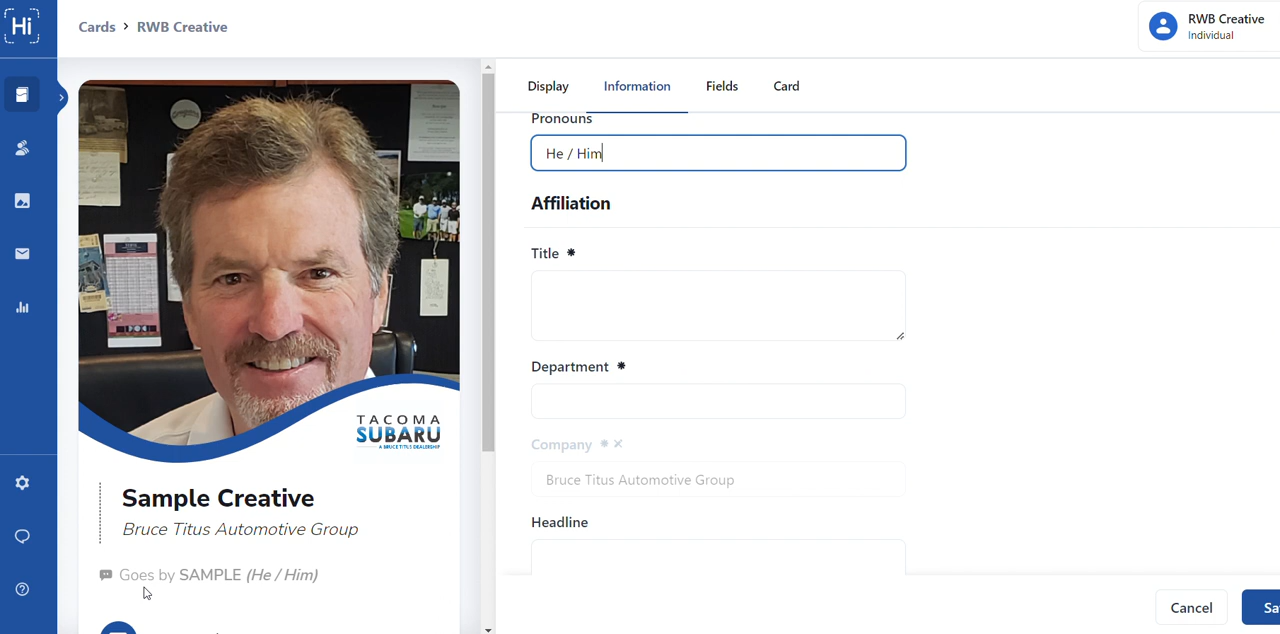 Hi
Cards > RWB Creative
RWB Creative
Individual
Display Information Fields Card
Pronouns
He / Him
Affiliation
Title *
Department *
Company * ×
Bruce Titus Automotive Group
Headline
TACOMA
SUBARU
A BRUCE TITUS DEALERSHIP
Sample Creative
Bruce Titus Automotive Group
Goes by SAMPLE (He / Him)
Cancel
Sa